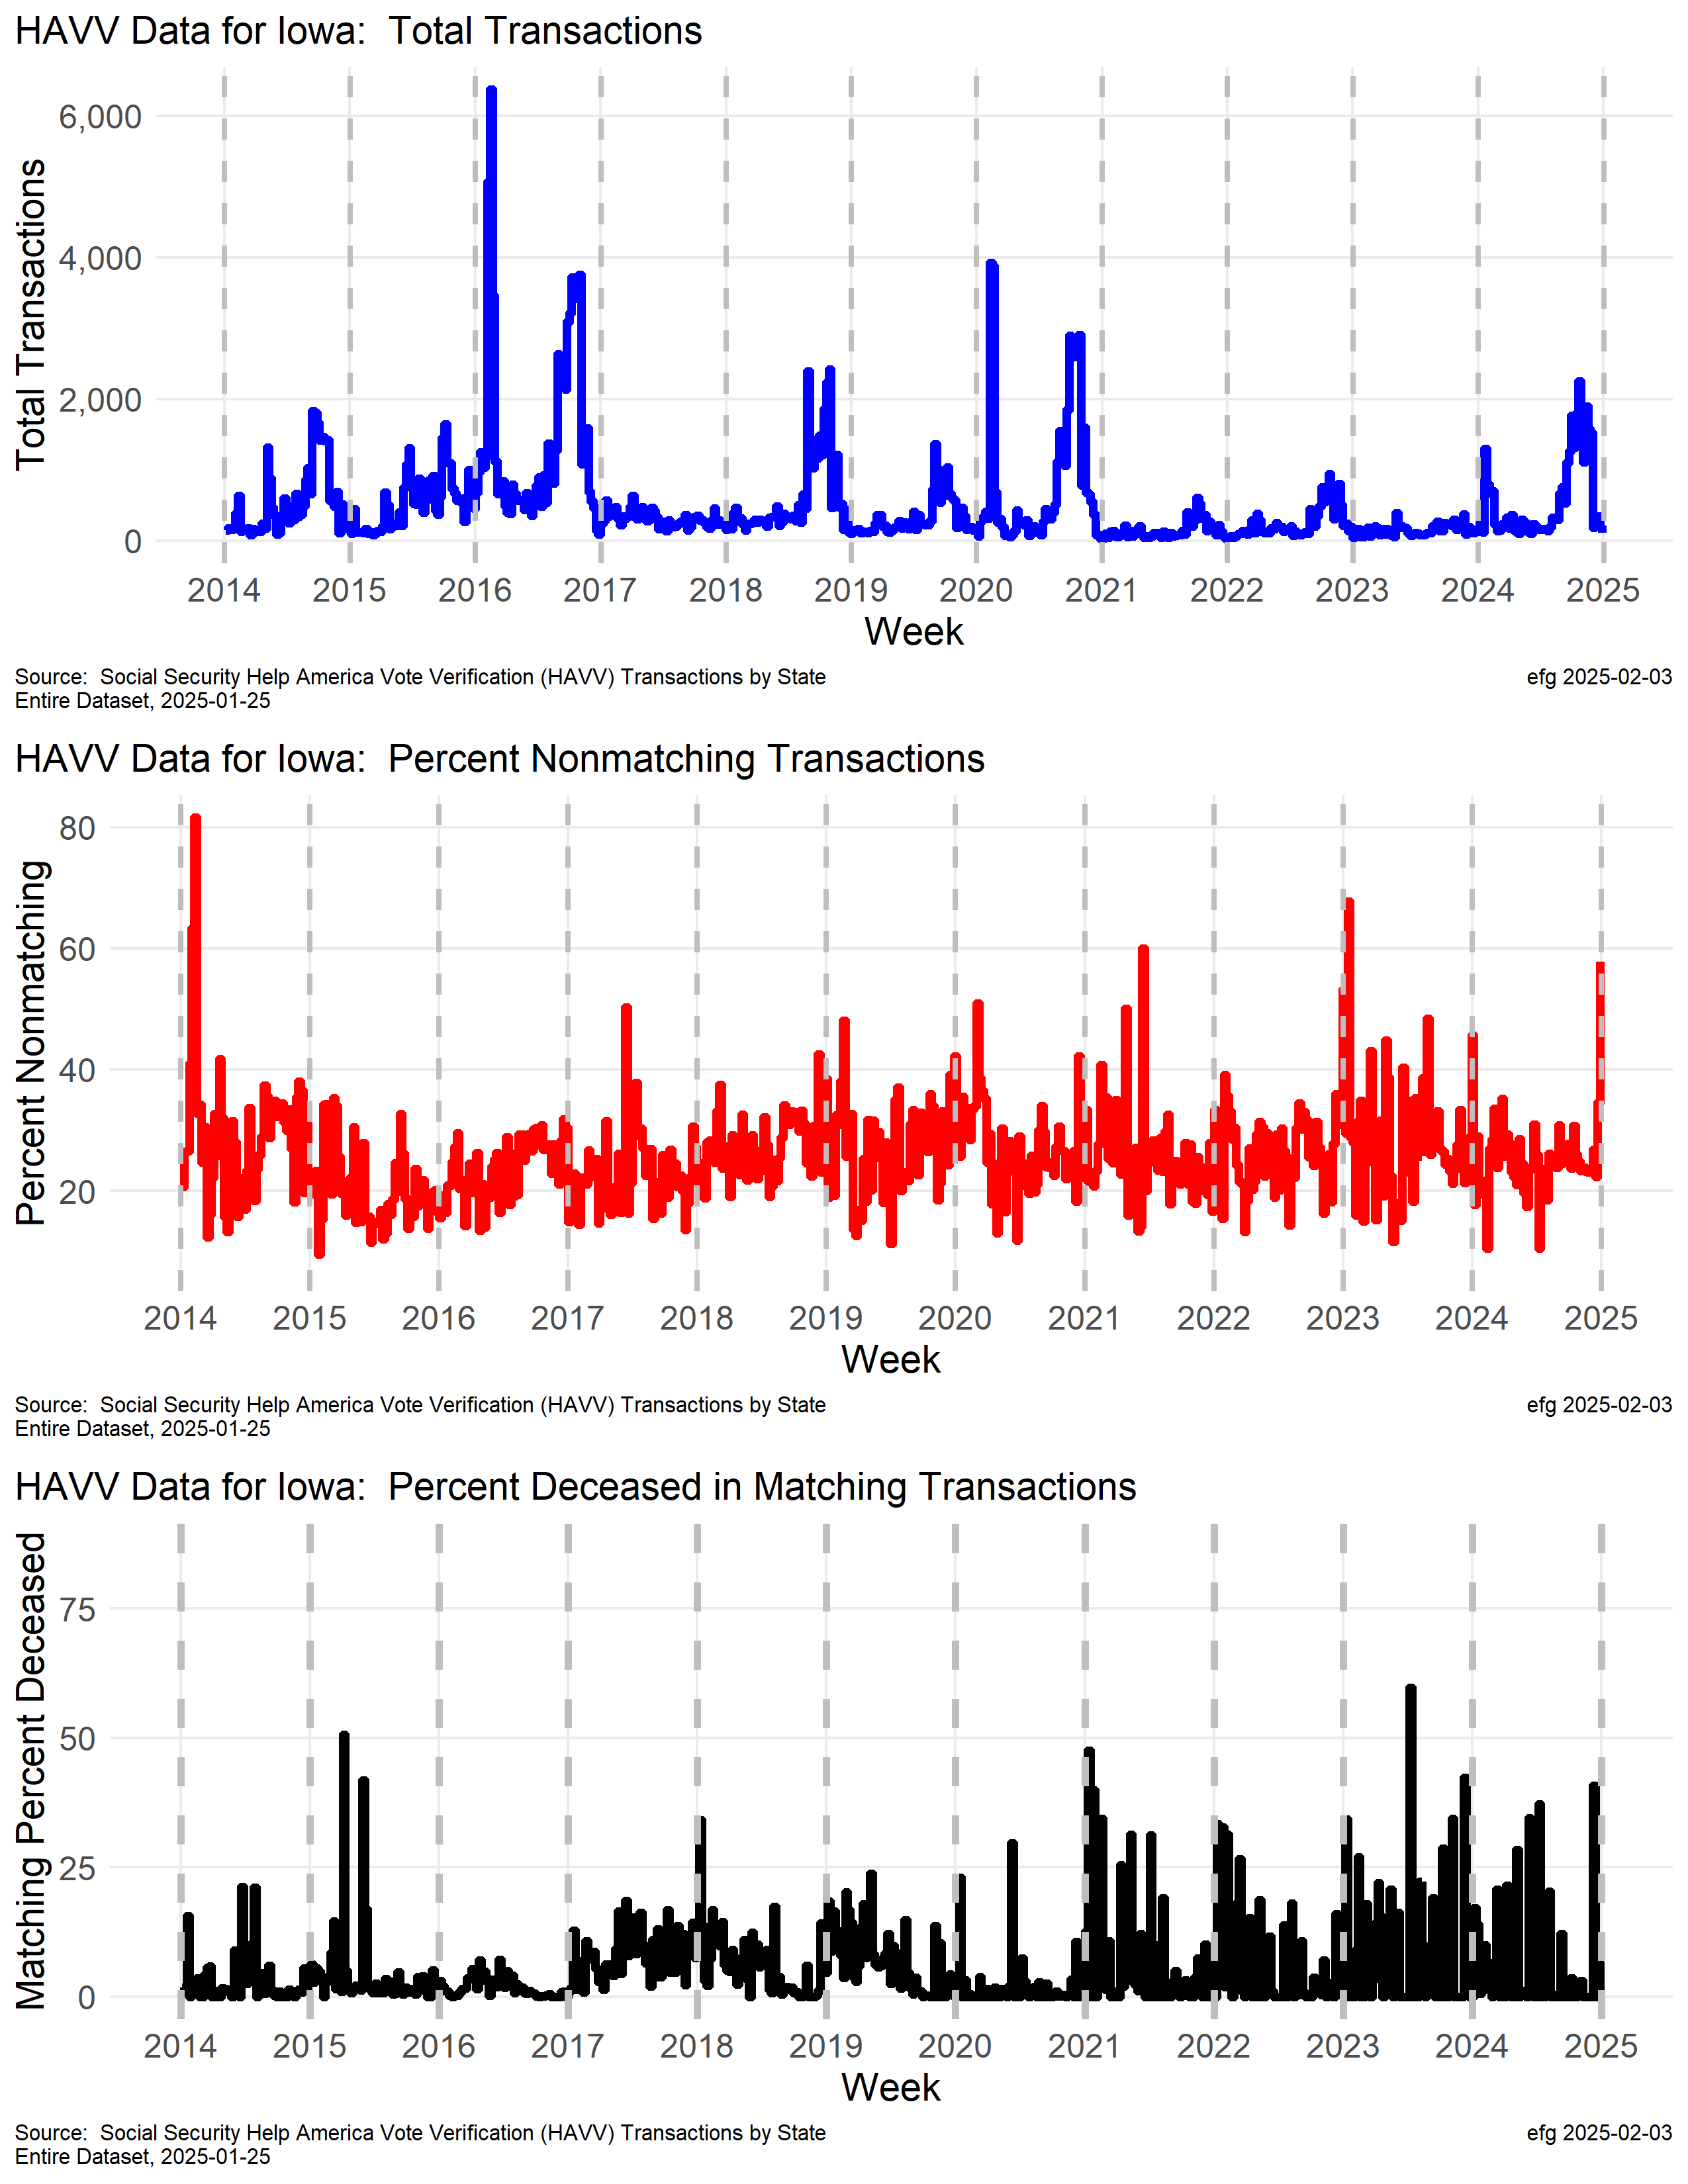 HAVV Data for Iowa:  Total Transactions
Total Transactions
6,000
4,000
2,000
0
2014 2015 2016 2017 2018 2019 2020 2021 2022 2023 2024 2025
Week
Source:  Social Security Help America Vote Verification (HAVV) Transactions by State
Entire Dataset, 2025-01-25
efg 2025-02-03
HAVV Data for Iowa:  Percent Nonmatching Transactions
Percent Nonmatching
80
60
40
20
2014 2015 2016 2017 2018 2019 2020 2021 2022 2023 2024 2025
Week
Source:  Social Security Help America Vote Verification (HAVV) Transactions by State
Entire Dataset, 2025-01-25
efg 2025-02-03
HAVV Data for Iowa:  Percent Deceased in Matching Transactions
Matching Percent Deceased
75
50
25
0
2014 2015 2016 2017 2018 2019 2020 2021 2022 2023 2024 2025
Week
Source:  Social Security Help America Vote Verification (HAVV) Transactions by State
Entire Dataset, 2025-01-25
efg 2025-02-03